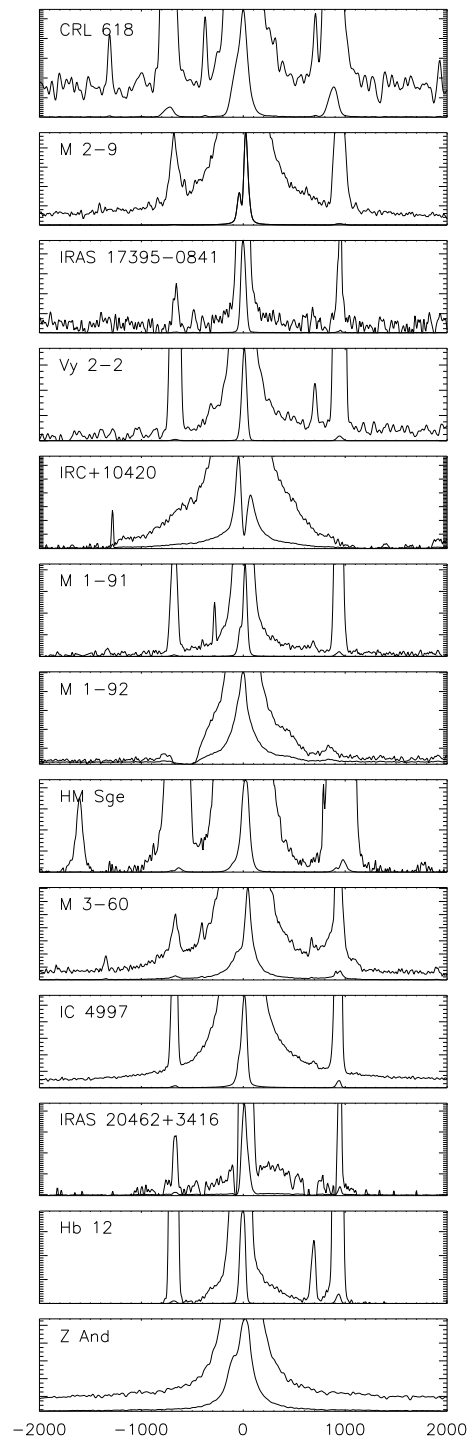 CRL 618
M 2−9
IRAS 17395−0841
Vy 2−2
IRC+10420
M 1−91
M 1−92
HM Sge
M 3−60
IC 4997
IRAS 20462+3416
Hb 12
Z And
−2000 −1000 0 1000 2000